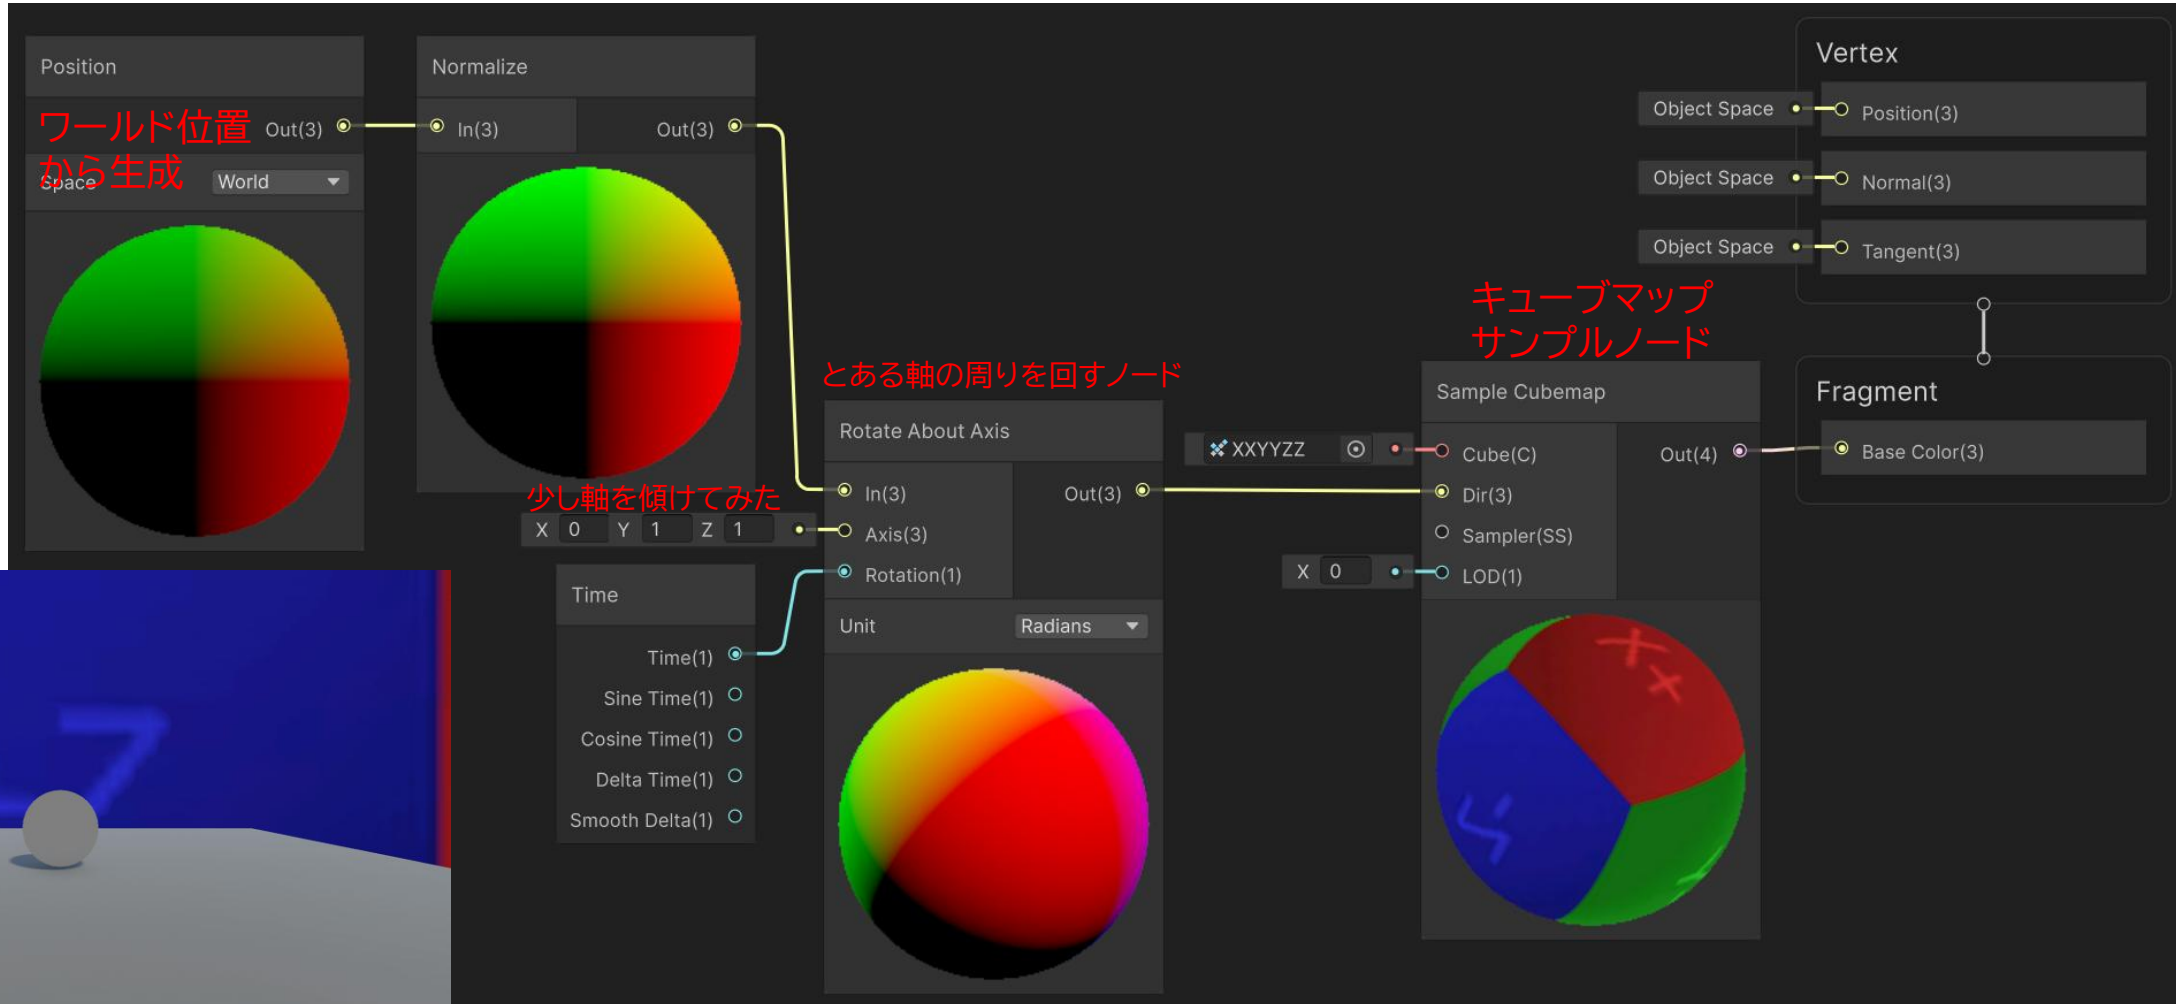 Position
ワールド位置
から生成
Out(3)
Space
World
Normalize
In(3)
Out(3)
とある軸の周りを回すノード
Rotate About Axis
In(3)
Out(3)
少し軸を傾けてみた
X 0 Y 1 Z 1
Axis(3)
Rotation(1)
Unit
Radians
Time
Time(1)
Sine Time(1)
Cosine Time(1)
Delta Time(1)
Smooth Delta(1)
キューブマップ
サンプルノード
Sample Cubemap
XXYYZZ
Cube(C)
Out(4)
Dir(3)
Sampler(SS)
X 0
LOD(1)
XX
Vertex
Object Space
Position(3)
Object Space
Normal(3)
Object Space
Tangent(3)
Fragment
Base Color(3)